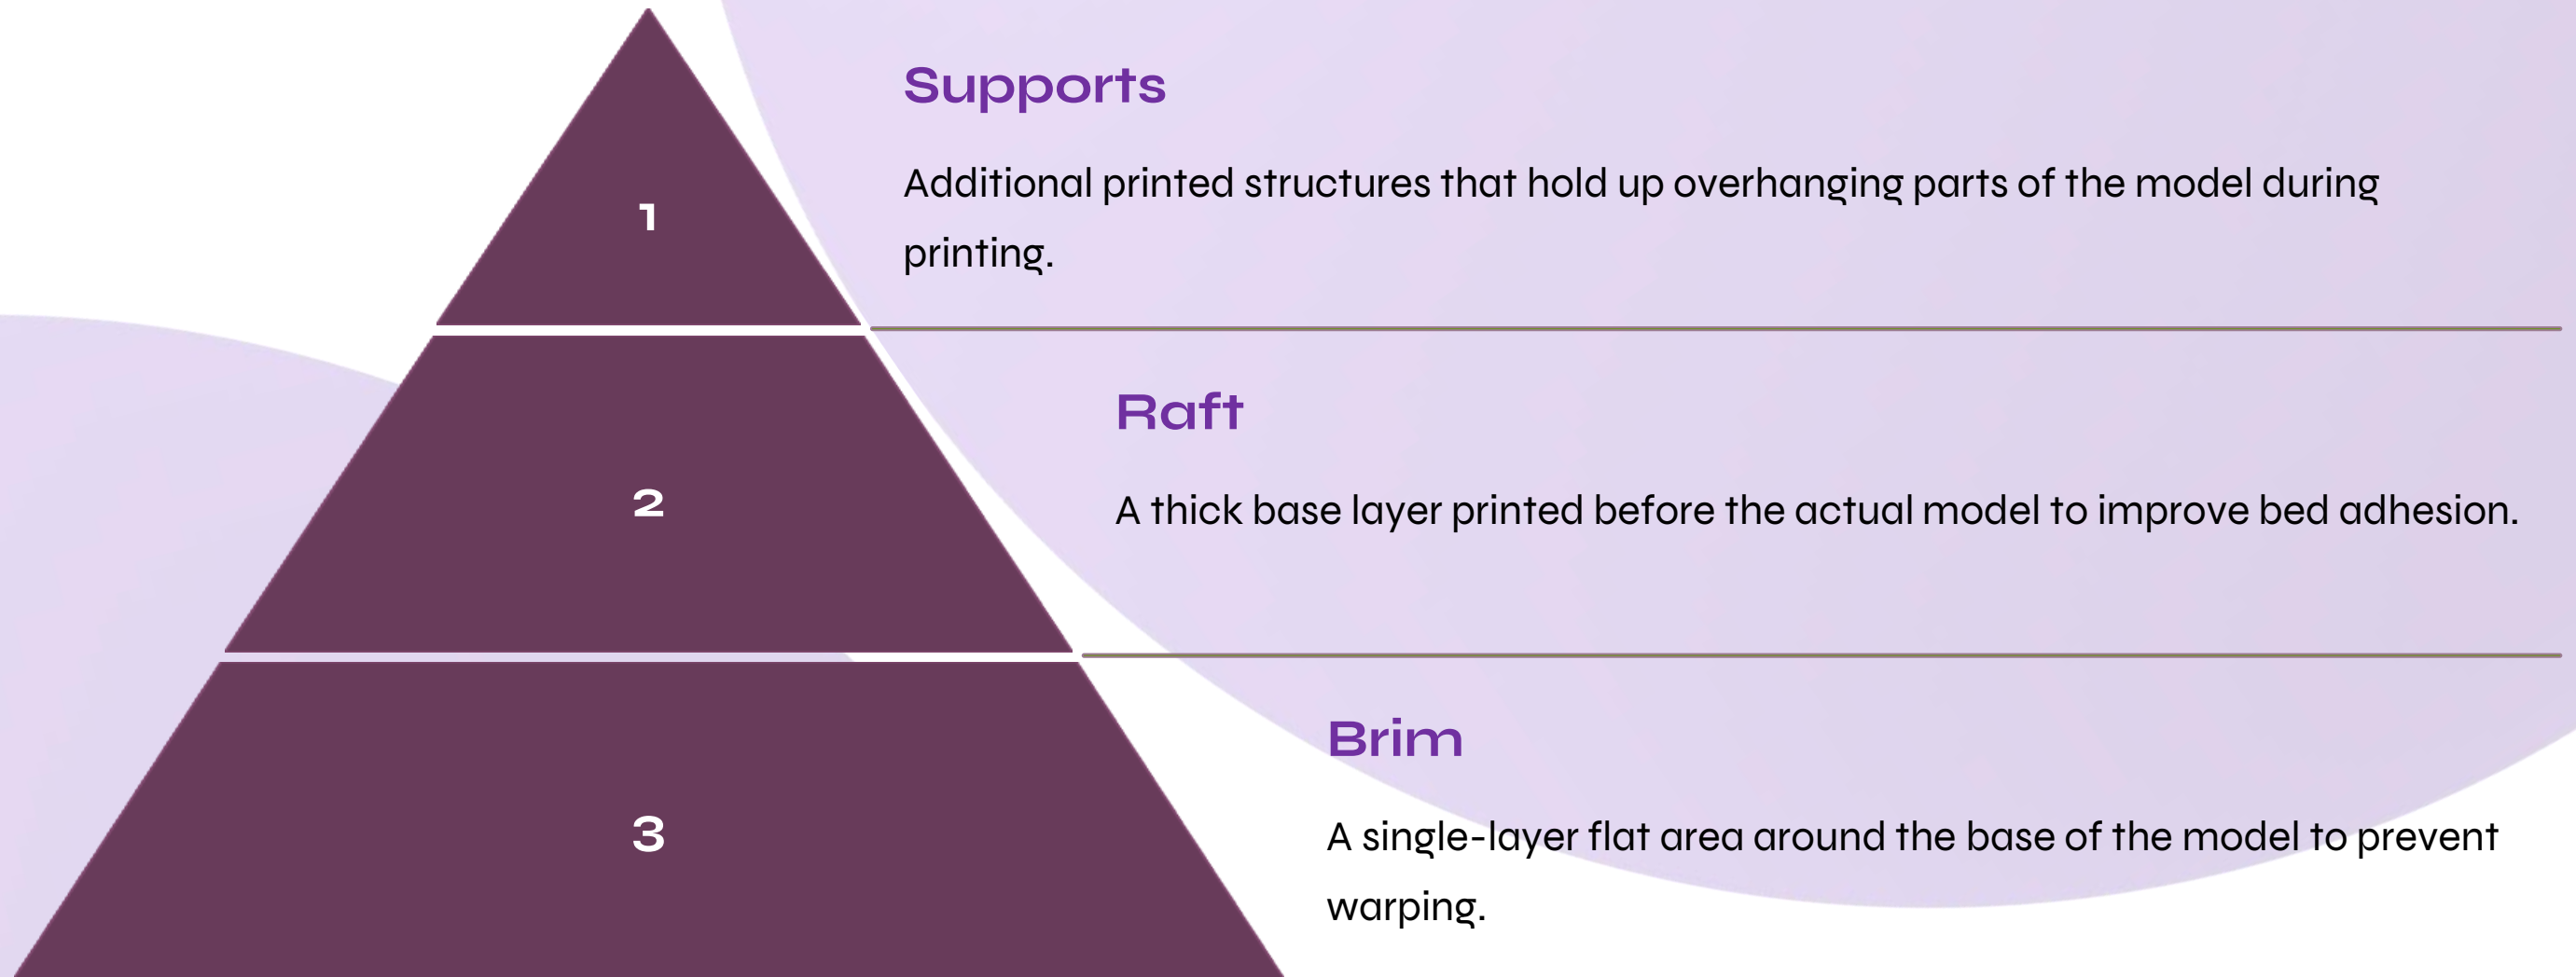 Supports
Additional printed structures that hold up overhanging parts of the model during
printing.
1
Raft
A thick base layer printed before the actual model to improve bed adhesion.
2
Brim
A single-layer flat area around the base of the model to prevent
warping.
3